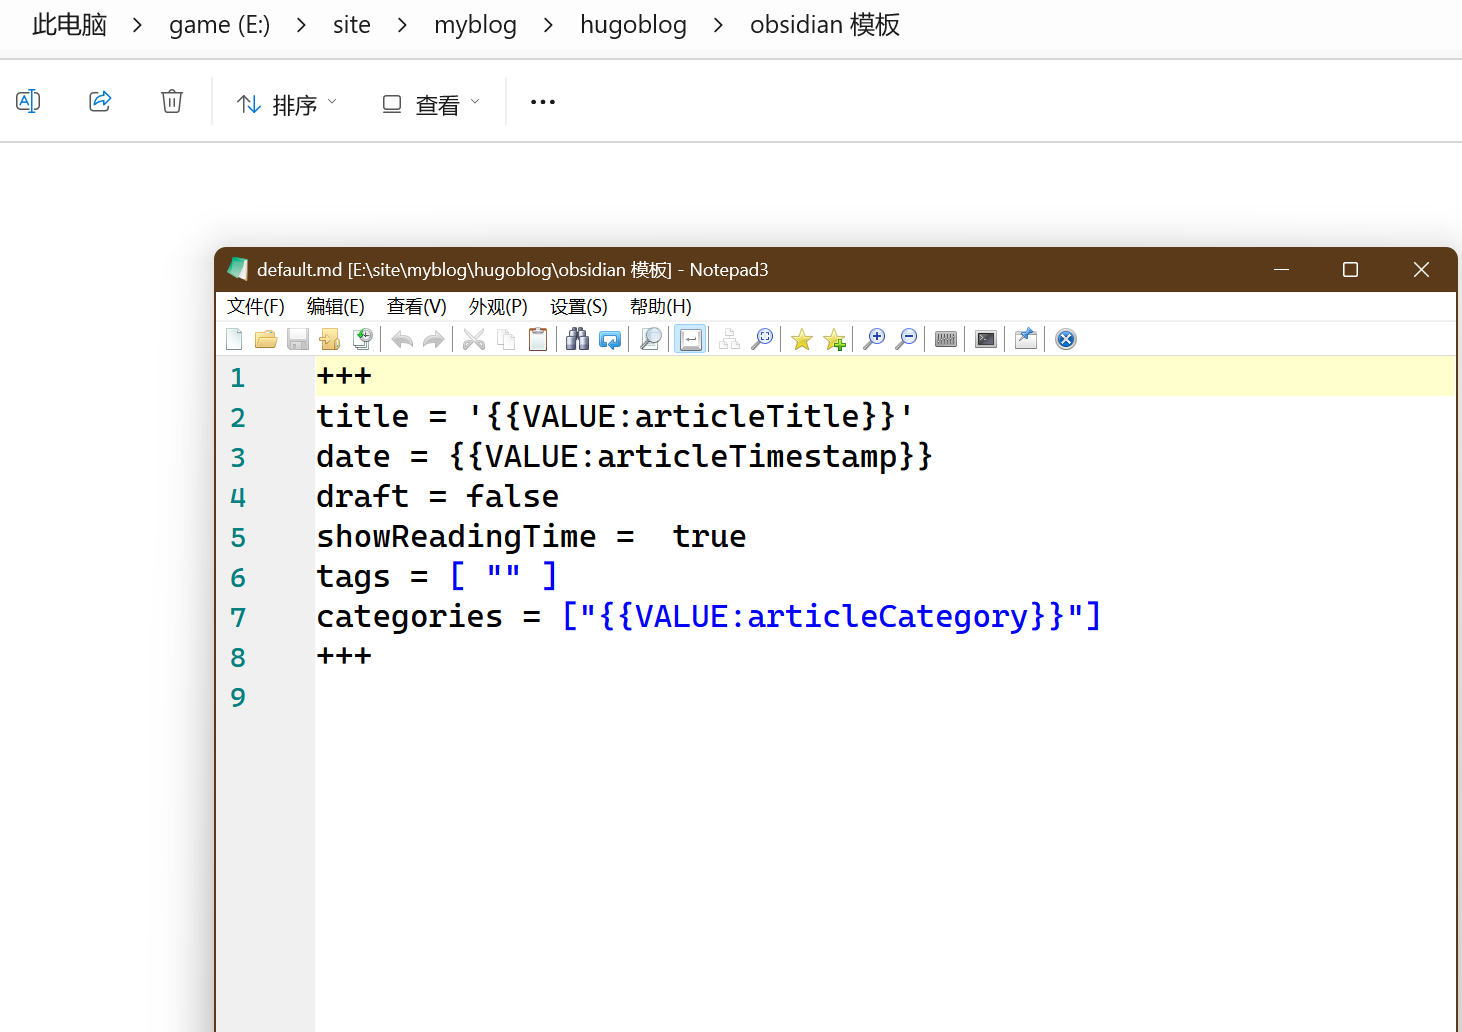 此电脑 > game (E:) > site > myblog > hugoblog > obsidian 模板
排序 查看 ...
default.md [E:\site\myblog\hugoblog\obsidian 模板] - Notepad3
文件(F) 编辑(E) 查看(V) 外观(P) 设置(S) 帮助(H)
1 +++
2 title = '{{VALUE:articleTitle}}'
3 date = {{VALUE:articleTimestamp}}
4 draft = false
5 showReadingTime =  true
6 tags = [ "" ]
7 categories = ["{{VALUE:articleCategory}}"]
8 +++
9